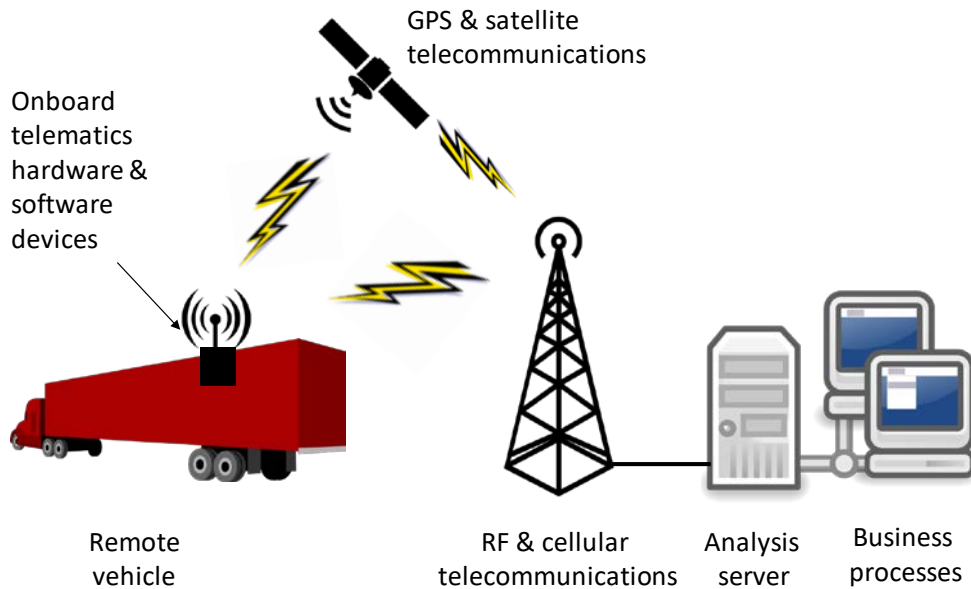 GPS & satellite
telecommunications
Onboard
telematics
hardware &
software
devices
Remote
vehicle
RF & cellular
telecommunications
Analysis
server
Business
processes